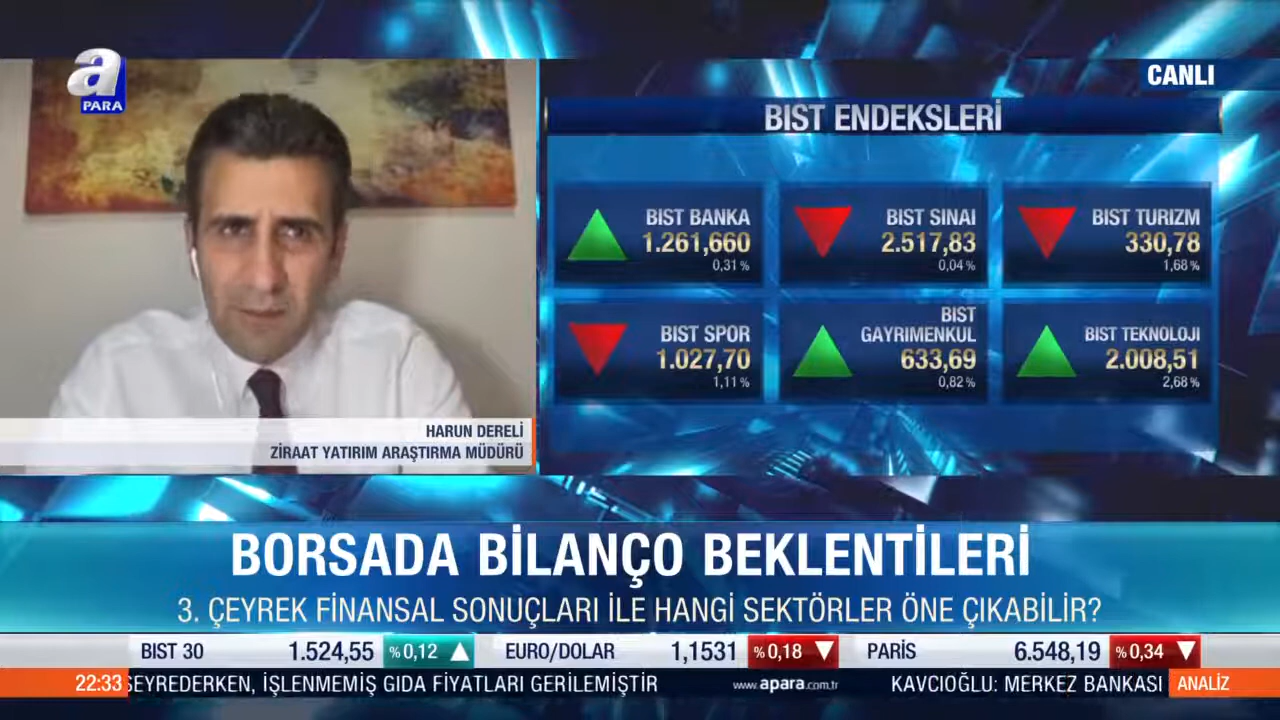 a
PARA
CANLI
BIST ENDEKSLERİ
BIST BANKA
1.261,660
0,31 %
BIST SINAI
2.517,83
0,04 %
BIST TURIZM
330,78
1,68 %
BIST SPOR
1.027,70
1,11 %
BIST
GAYRIMENKUL
633,69
0,82 %
BIST TEKNOLOJI
2.008,51
2,68 %
HARUN DERELİ
ZİRAAT YATIRIM ARAŞTIRMA MÜDÜRÜ
BORSADA BİLANÇO BEKLENTİLERİ
3. ÇEYREK FİNANSAL SONUÇLARI İLE HANGİ SEKTÖRLER ÖNE ÇIKABİLİR?
BIST 30 1.524,55 %0,12 EURO/DOLAR 1,1531 %0,18 PARİS 6.548,19 %0,34
22:33 SEYREDERKEN, İŞLENMEMİŞ GIDA FİYATLARI GERİLEMİŞTİR www.apara.com.tr KAVCIOĞLU: MERKEZ BANKASI ANALİZ